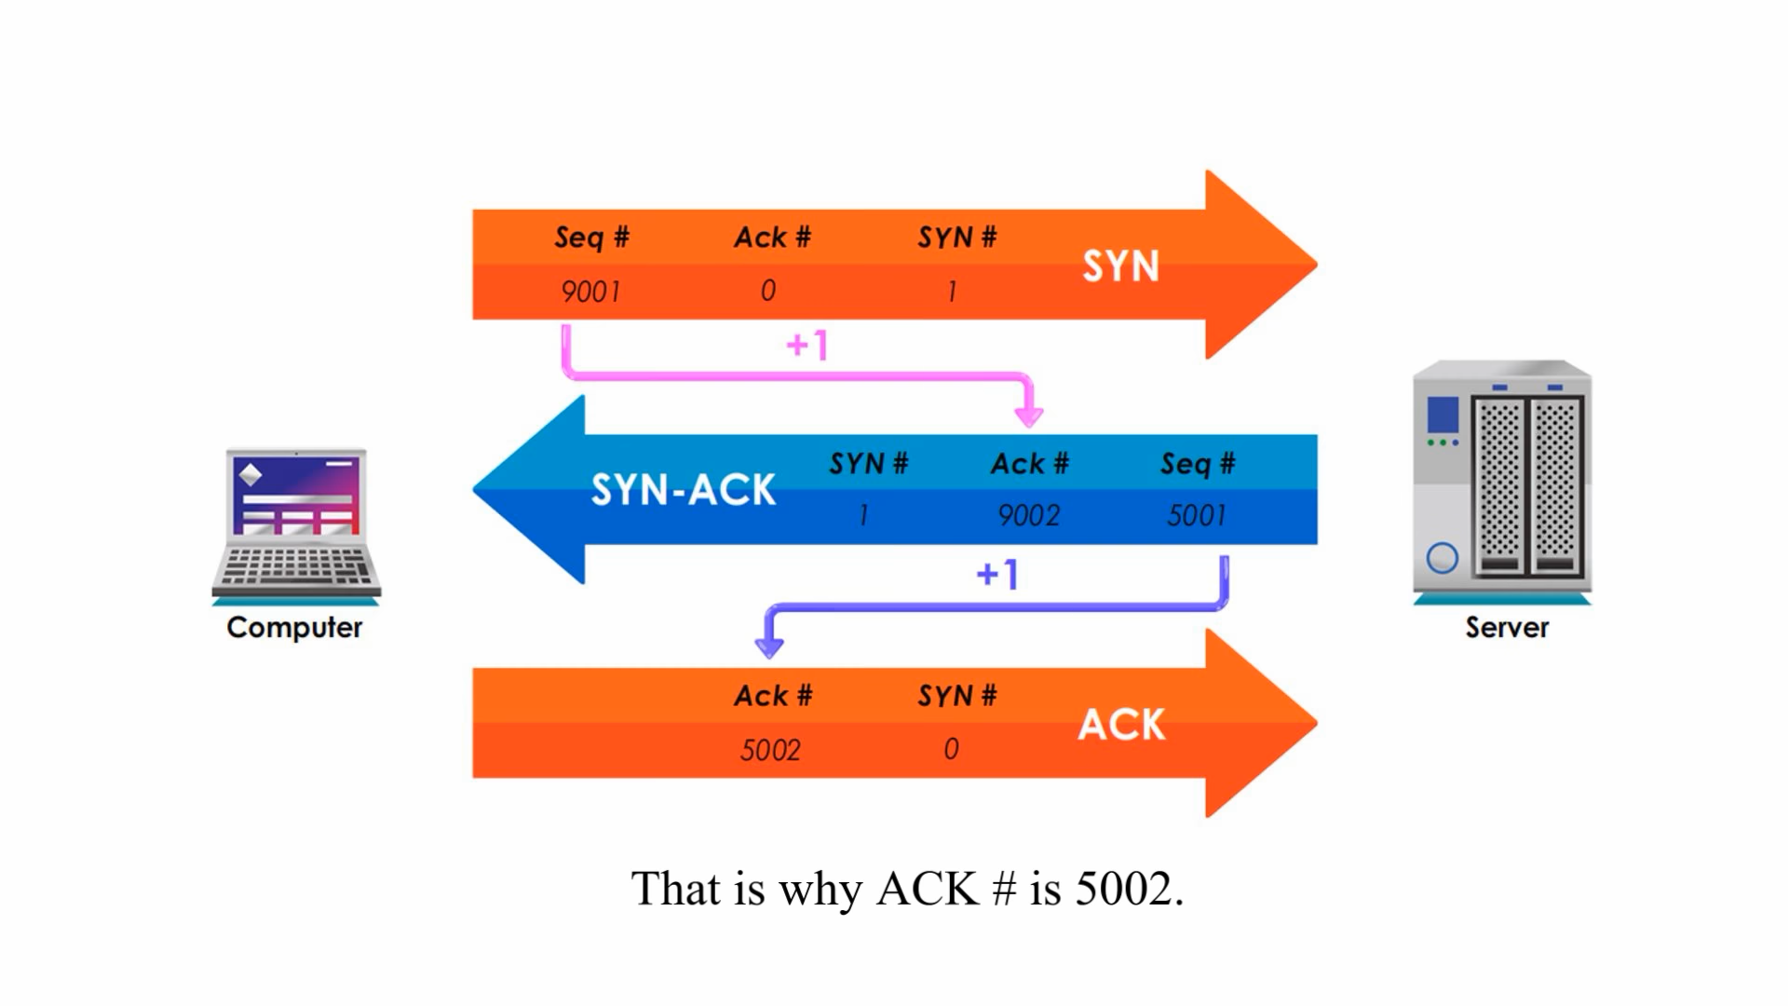 Seq # Ack # SYN #
9001 0 1
SYN
+1
SYN-ACK
SYN # Ack # Seq #
1 9002 5001
+1
Computer
Server
Ack # SYN #
5002 0
ACK
That is why ACK # is 5002.